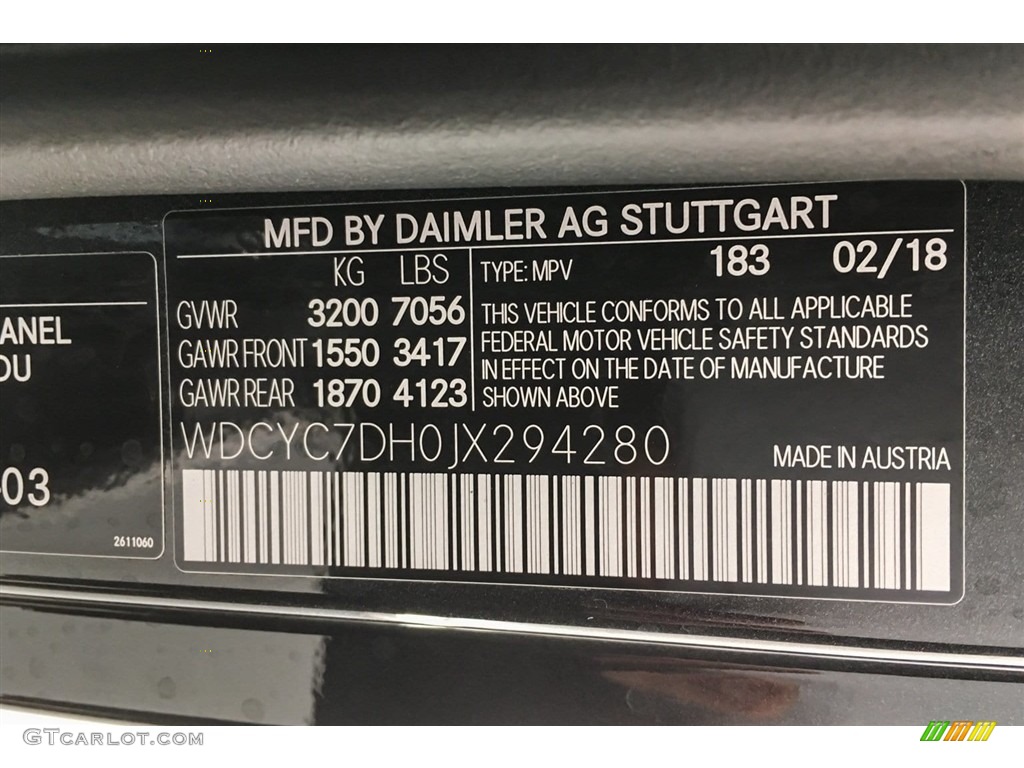 MFD BY DAIMLER AG STUTTGART
KG LBS TYPE: MPV 183 02/18
GVWR 3200 7056
GAWR FRONT 1550 3417
GAWR REAR 1870 4123
THIS VEHICLE CONFORMS TO ALL APPLICABLE
FEDERAL MOTOR VEHICLE SAFETY STANDARDS
IN EFFECT ON THE DATE OF MANUFACTURE
SHOWN ABOVE
WDCYC7DH0JX294280
MADE IN AUSTRIA
ANEL
DU
03
2611060
GTCARLOT.COM